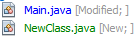 Main.java [Modified; ]
NewClass.java [New; ]